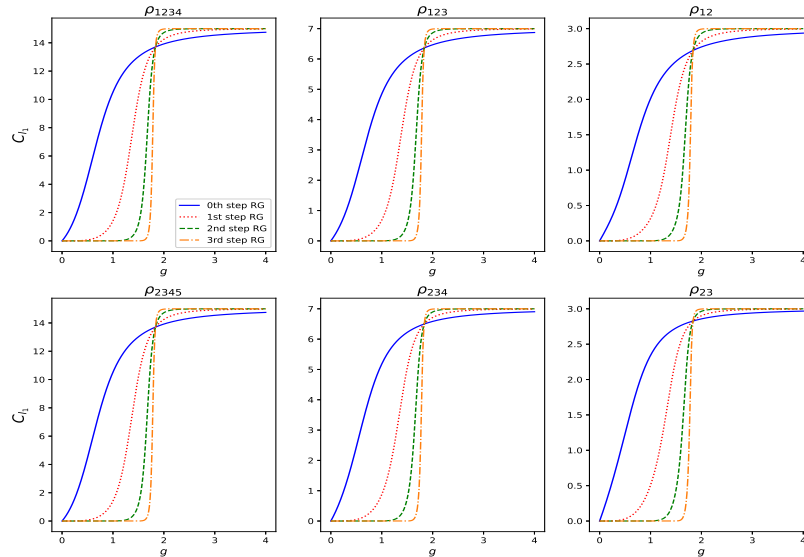 ρ1234
ρ123
ρ12
14
12
10
8
6
4
2
0
C_{l_1}
0th step RG
1st step RG
2nd step RG
3rd step RG
0 1 2 3 4
g
7
6
5
4
3
2
1
0
0 1 2 3 4
g
3.0
2.5
2.0
1.5
1.0
0.5
0.0
0 1 2 3 4
g
ρ2345
ρ234
ρ23
14
12
10
8
6
4
2
0
C_{l_1}
0 1 2 3 4
g
7
6
5
4
3
2
1
0
0 1 2 3 4
g
3.0
2.5
2.0
1.5
1.0
0.5
0.0
0 1 2 3 4
g